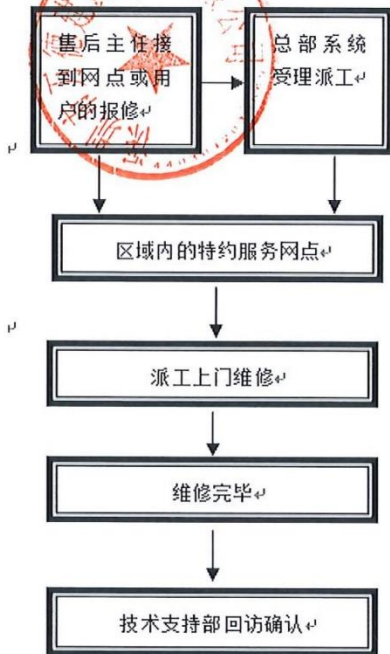 售后主任接
到网点或用
户的报修↵
总部系统
受理派工↵
区域内的特约服务网点↵
派工上门维修↵
维修完毕↵
技术支持部回访确认↵